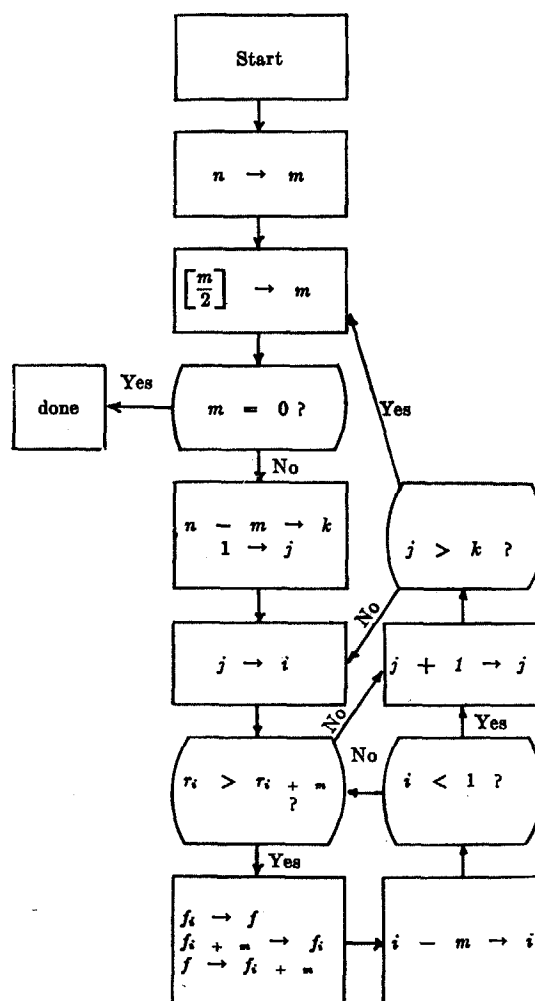 Start
n → m
[m/2] → m
Yes
done
m = 0 ?
Yes
No
n - m → k
1 → j
j > k ?
No
j → i
j + 1 → j
No
Yes
No
r_i > r_i + m
?
i < 1 ?
Yes
f_i → f
f_i + m → f_i
f → f_i + m
i - m → i